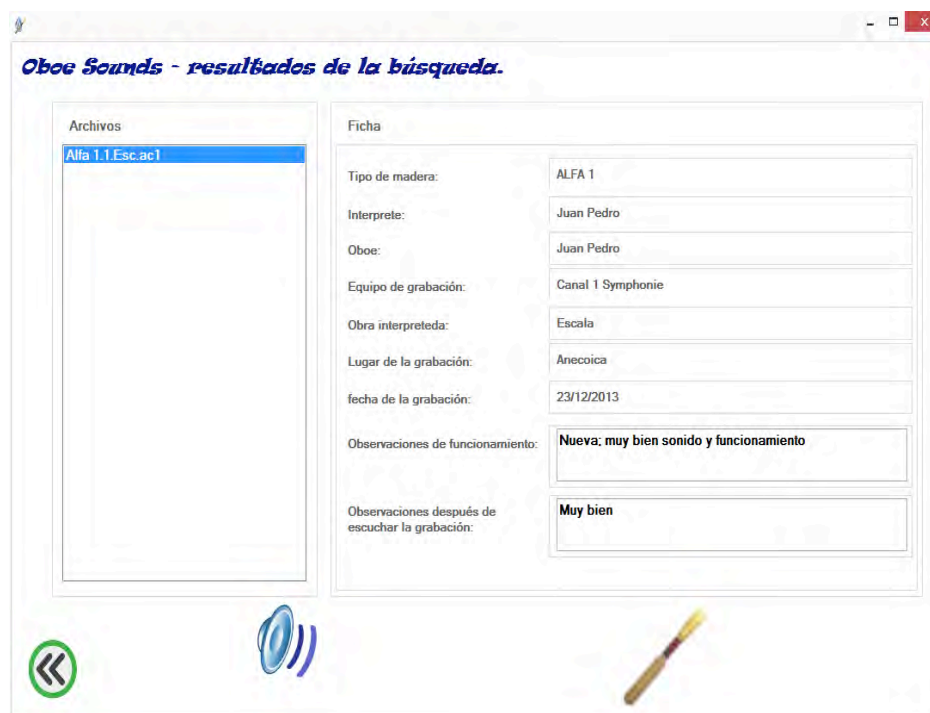 Oboe Sounds - resultados de la búsqueda.
Archivos
Alfa 1.1.Esc.ac1
Ficha
Tipo de madera: ALFA 1
Interprete: Juan Pedro
Oboe: Juan Pedro
Equipo de grabación: Canal 1 Symphonie
Obra interpreteda: Escala
Lugar de la grabación: Anecoica
fecha de la grabación: 23/12/2013
Observaciones de funcionamiento: Nueva; muy bien sonido y funcionamiento
Observaciones después de
escuchar la grabación:
Muy bien